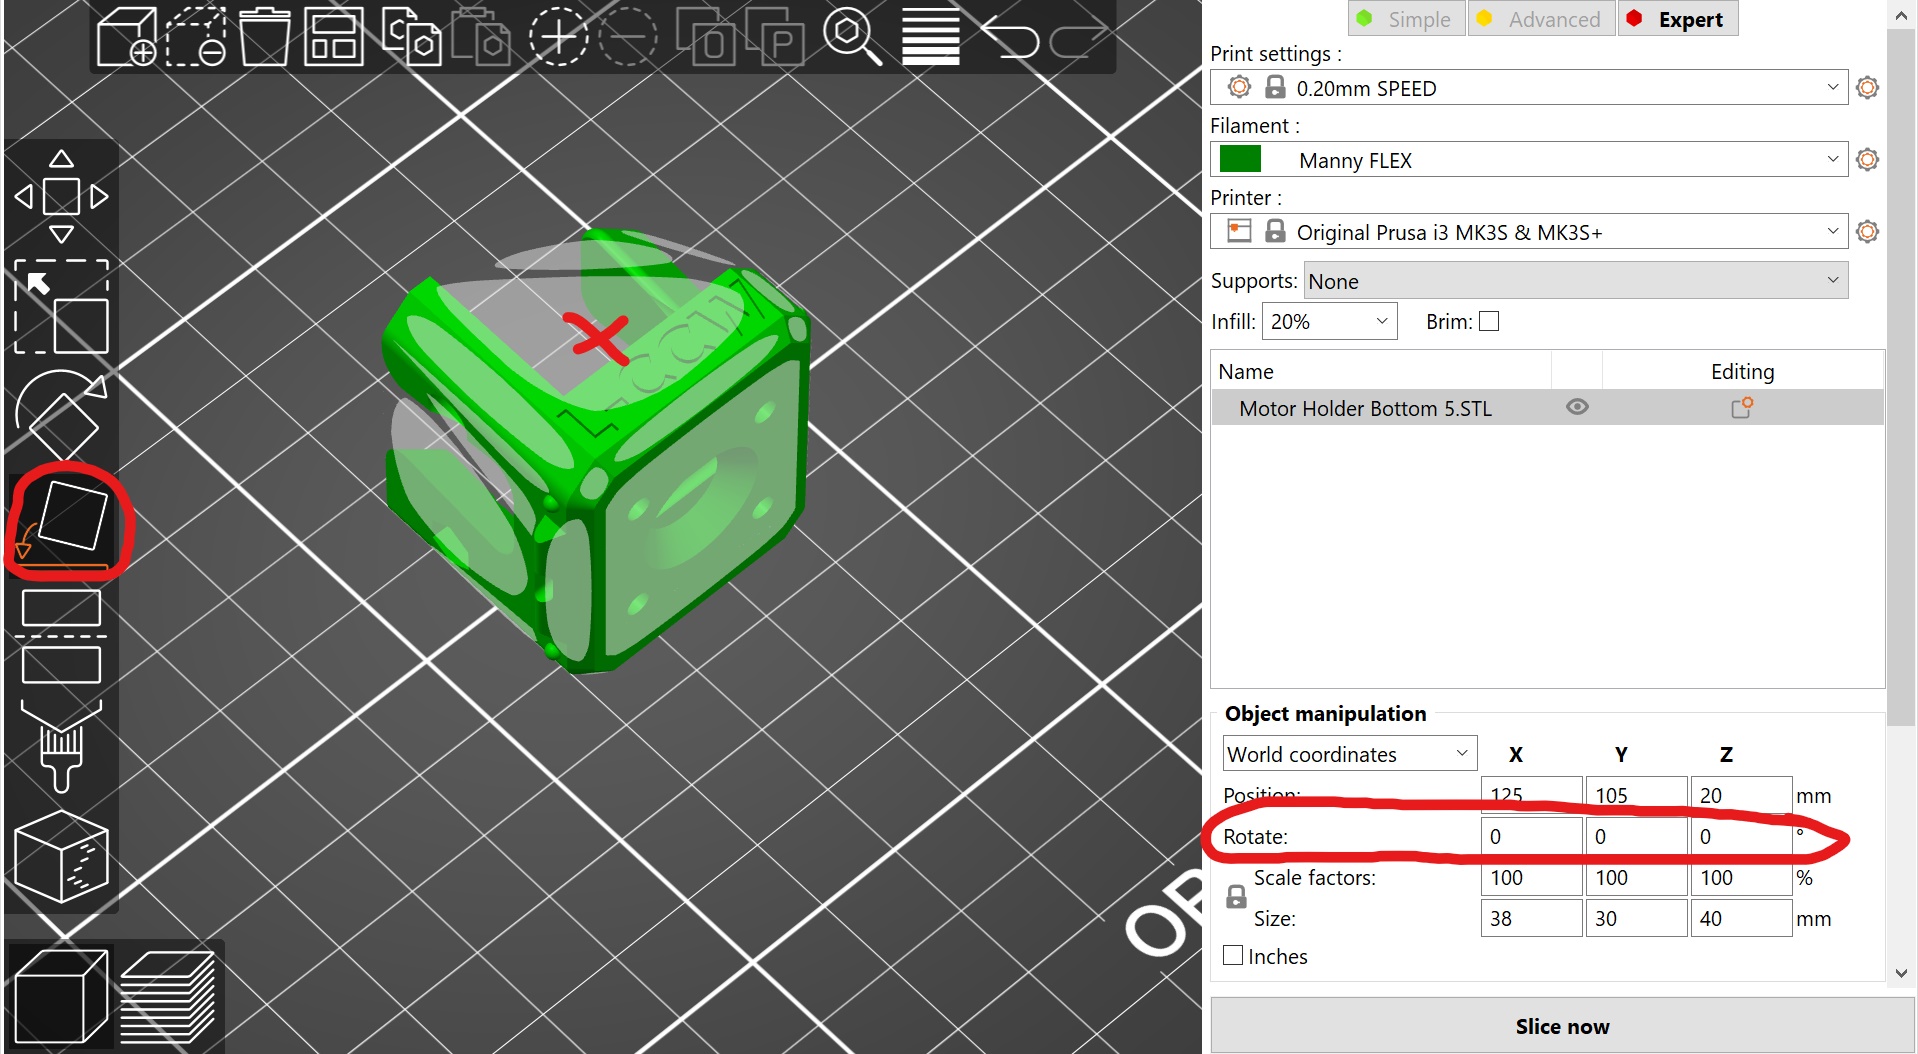 Simple Advanced Expert
Print settings :
0.20mm SPEED
Filament :
Manny FLEX
Printer :
Original Prusa i3 MK3S & MK3S+
Supports: None
Infill: 20% Brim:
Name Editing
Motor Holder Bottom 5.STL
Object manipulation
World coordinates X Y Z
Position: 125 105 20 mm
Rotate: 0 0 0 °
Scale factors: 100 100 100 %
Size: 38 30 40 mm
Inches
Slice now